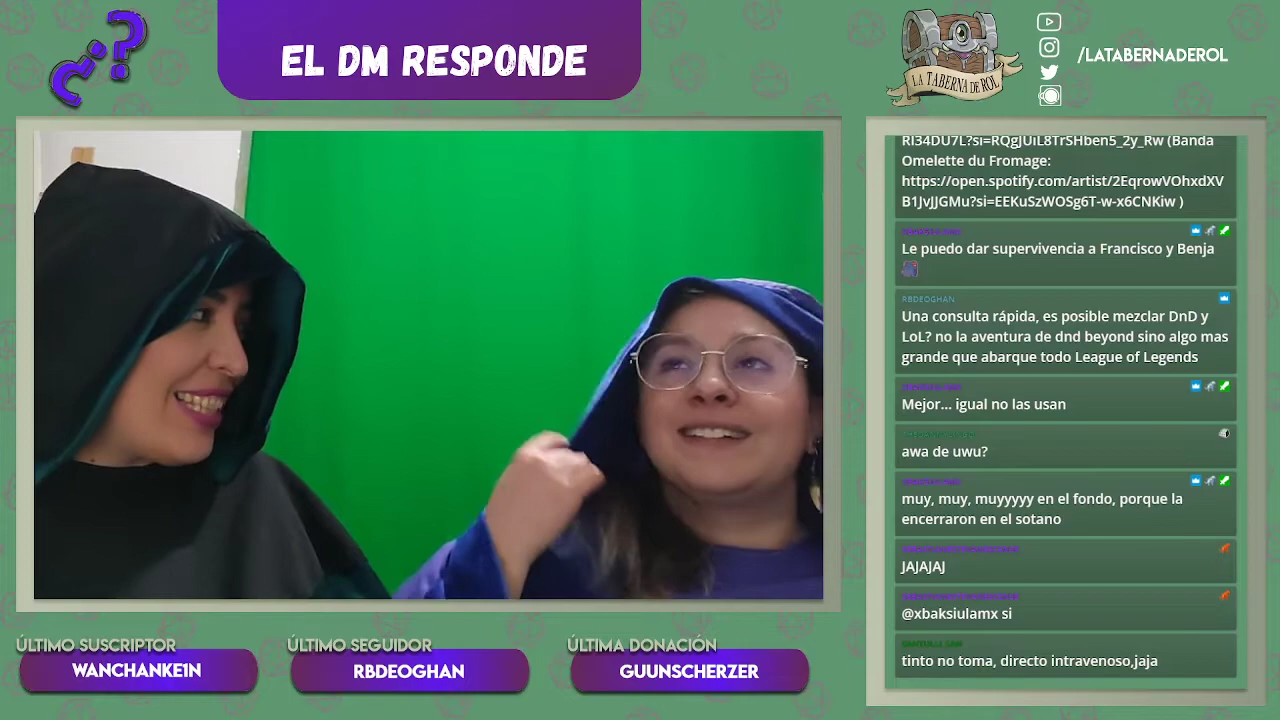 ¿?
EL DM RESPONDE
LA TABERNA DE ROL
/LATABERNADEROL
RI34DU7L?si=RQgJUiL8TrSHben5_2y_Rw (Banda
Omelette du Fromage:
https://open.spotify.com/artist/2EqrowVOhxdXV
B1JvJJGMu?si=EEKuSzWOSg6T-w-x6CNKiw )
Le puedo dar supervivencia a Francisco y Benja
RBDEOGHAN
Una consulta rápida, es posible mezclar DnD y
LoL? no la aventura de dnd beyond sino algo mas
grande que abarque todo League of Legends
Mejor... igual no las usan
awa de uwu?
muy, muy, muyyyyy en el fondo, porque la
encerraron en el sotano
JAJAJAJ
@xbaksiulamx si
tinto no toma, directo intravenoso,jaja
ÚLTIMO SUSCRIPTOR
WANCHANKE1N
ÚLTIMO SEGUIDOR
RBDEOGHAN
ÚLTIMA DONACIÓN
GUUNSCHERZER